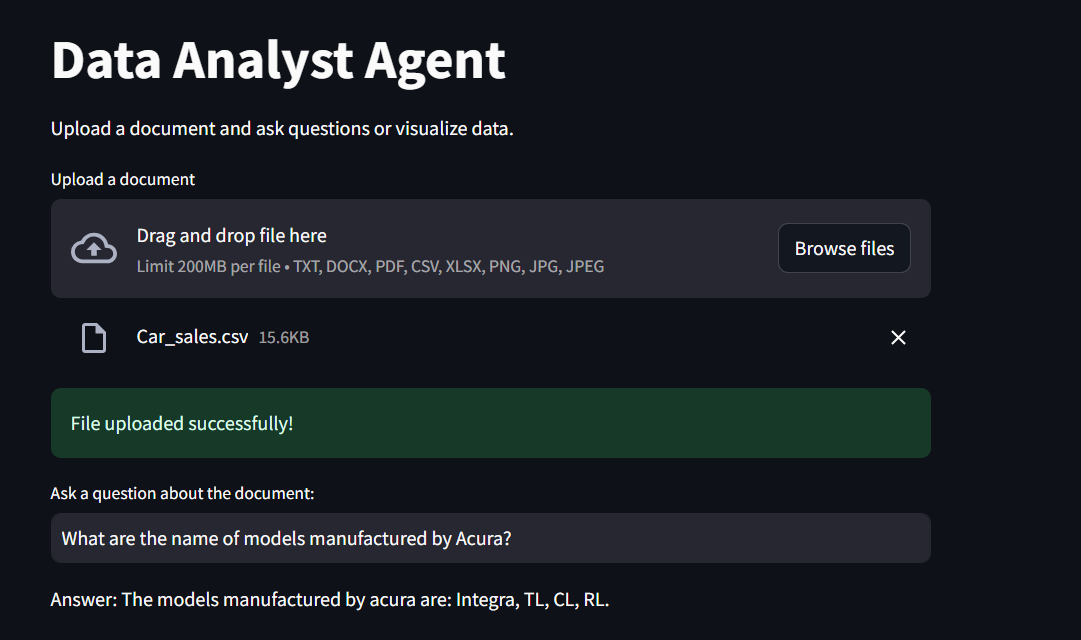 Data Analyst Agent
Upload a document and ask questions or visualize data.
Upload a document
Drag and drop file here
Limit 200MB per file • TXT, DOCX, PDF, CSV, XLSX, PNG, JPG, JPEG
Browse files
Car_sales.csv 15.6KB
File uploaded successfully!
Ask a question about the document:
What are the name of models manufactured by Acura?
Answer: The models manufactured by acura are: Integra, TL, CL, RL.